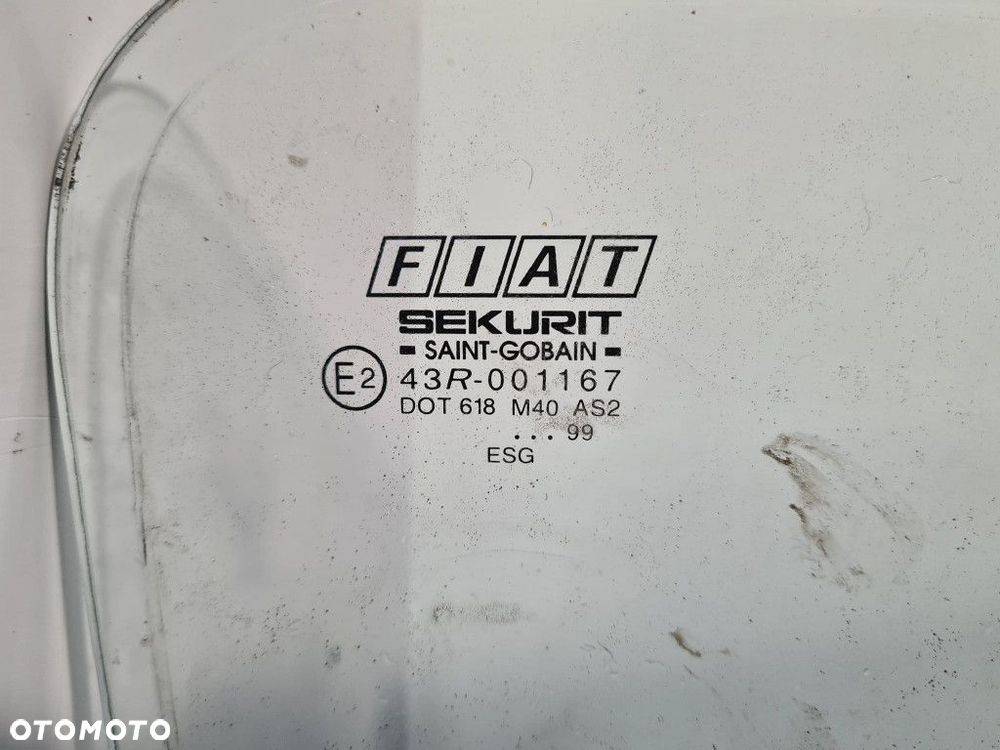 FIAT
SEKURIT
- SAINT-GOBAIN -
E2 43R-001167
DOT 618 M40 AS2
... 99
ESG
OTOMOTO